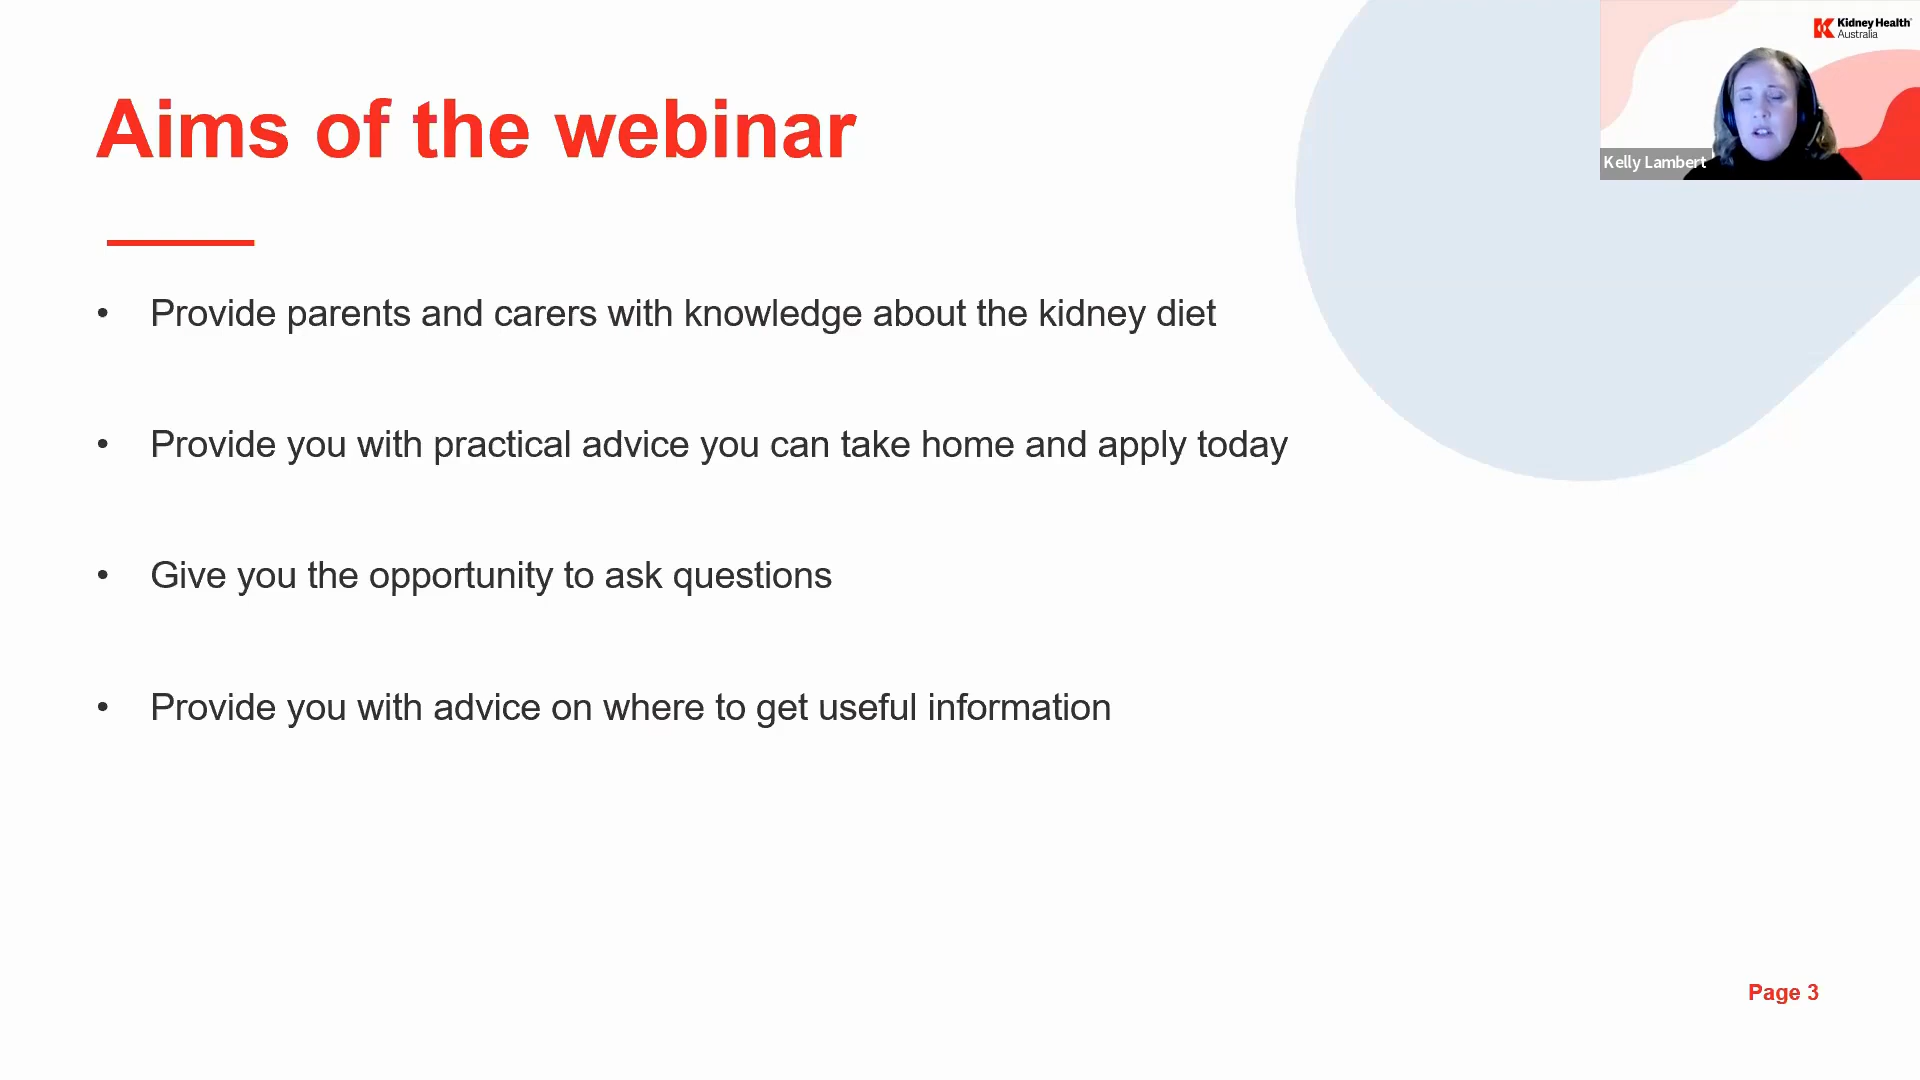 Aims of the webinar
Kidney Health
Australia
Kelly Lambert
• Provide parents and carers with knowledge about the kidney diet
• Provide you with practical advice you can take home and apply today
• Give you the opportunity to ask questions
• Provide you with advice on where to get useful information
Page 3